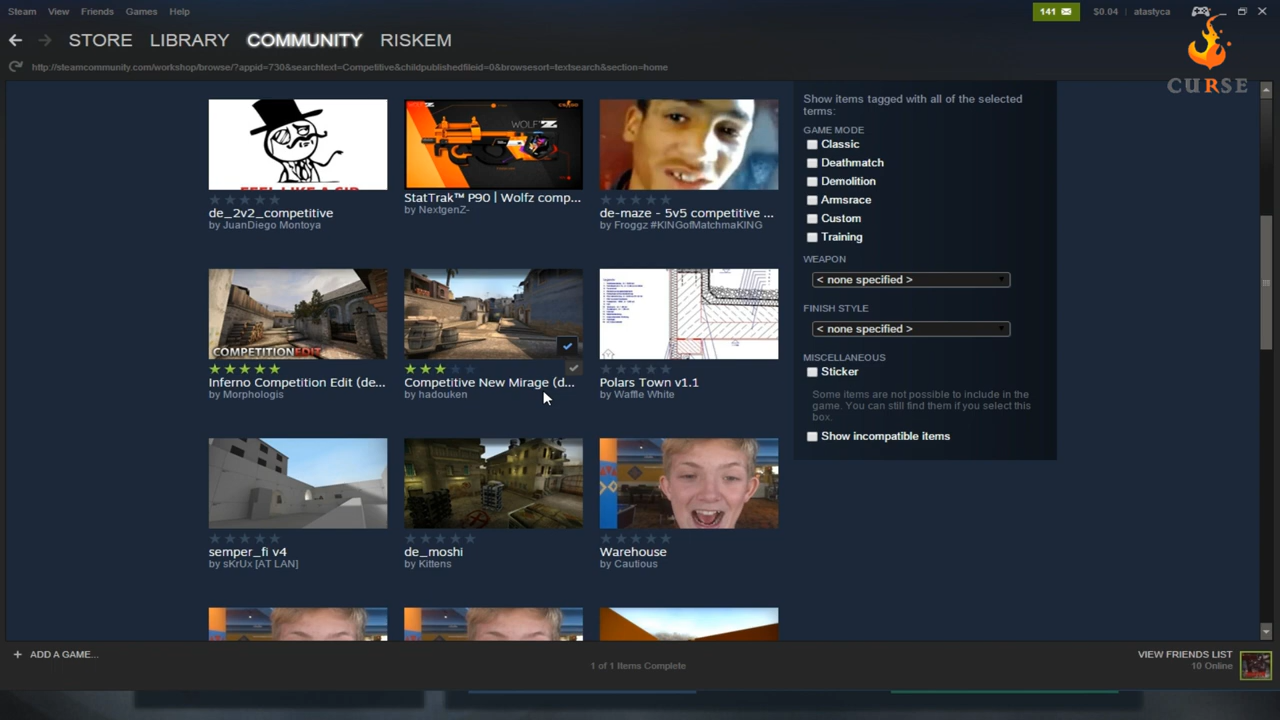 Steam View Friends Games Help
141 $0.04 atastyca
STORE LIBRARY COMMUNITY RISKEM
CURSE
http://steamcommunity.com/workshop/browse/?appid=730&searchtext=Competitive&childpublishedfileid=0&browsesort=textsearch&section=home
FEEL LIKE A SIR
WOLF'Z
de_2v2_competitive
by JuanDiego Montoya
StatTrak™ P90 | Wolfz comp...
by NextgenZ-
de-maze - 5v5 competitive ...
by Froggz #KINGofMatchmaKING
COMPETITIONEDIT
Inferno Competition Edit (de...
by Morphologis
Competitive New Mirage (d...
by hadouken
Polars Town v1.1
by Waffle White
semper_fi v4
by sKrUx [AT LAN]
de_moshi
by Kittens
Warehouse
by Cautious
Show items tagged with all of the selected
terms:
GAME MODE
Classic
Deathmatch
Demolition
Armsrace
Custom
Training
WEAPON
< none specified >
FINISH STYLE
< none specified >
MISCELLANEOUS
Sticker
Some items are not possible to include in the
game. You can still find them if you select this
box.
Show incompatible items
+ ADD A GAME...
1 of 1 Items Complete
VIEW FRIENDS LIST
10 Online